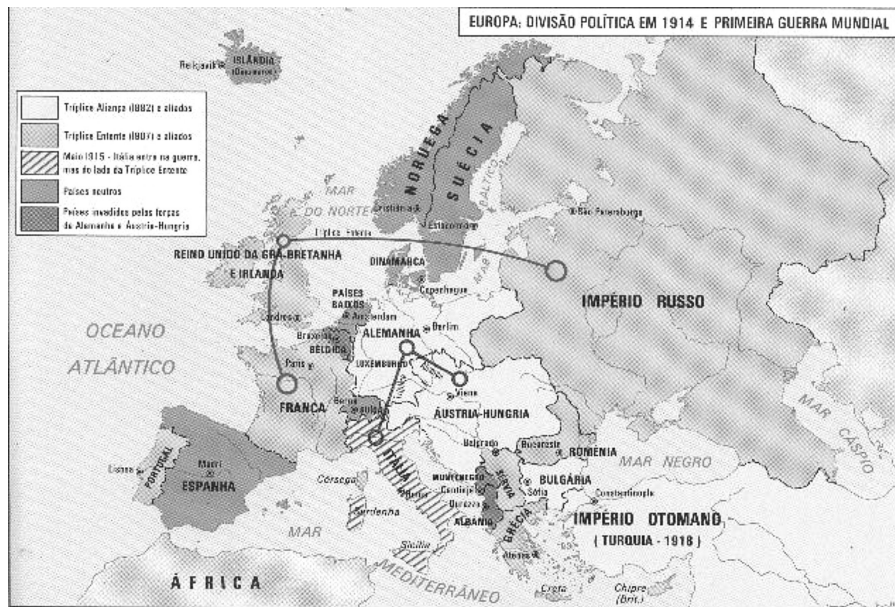 EUROPA: DIVISÃO POLÍTICA EM 1914 E PRIMEIRA GUERRA MUNDIAL
ISLÂNDIA
(Dinamarca)
Reikjavik
Tríplice Aliança (1882) e aliados
Tríplice Entente (1907) e aliados
Maio 1915 - Itália entra na guerra,
mas do lado da Tríplice Entente
Países neutros
Países invadidos pelas forças
da Alemanha e Áustria-Hungria
NORUEGA
SUÉCIA
MAR
DO NORTE
BÁLTICO
MAR
Cristiânia
Estocolmo
São Petersburgo
Tríplice Entente
REINO UNIDO DA GRÃ-BRETANHA
E IRLANDA
DINAMARCA
Copenhague
IMPÉRIO RUSSO
PAÍSES
BAIXOS
Amsterdam
Londres
Berlim
ALEMANHA
OCEANO
ATLÂNTICO
Bruxelas
BÉLGICA
LUXEMBURGO
Paris
Viena
FRANÇA
Berna
SUÍÇA
ÁUSTRIA-HUNGRIA
ITÁLIA
Belgrado
Bucareste
ROMÊNIA
MAR CÁSPIO
MAR NEGRO
PORTUGAL
Lisboa
Madri
ESPANHA
Córsega
Roma
MONTENEGRO
Cetinje
SÉRVIA
BULGÁRIA
Sófia
Constantinopla
Durazzo
ALBÂNIA
Sardenha
IMPÉRIO OTOMANO
(TURQUIA - 1918)
GRÉCIA
Atenas
MAR
MEDITERRÂNEO
Sicília
Creta
Chipre
(Brit.)
ÁFRICA